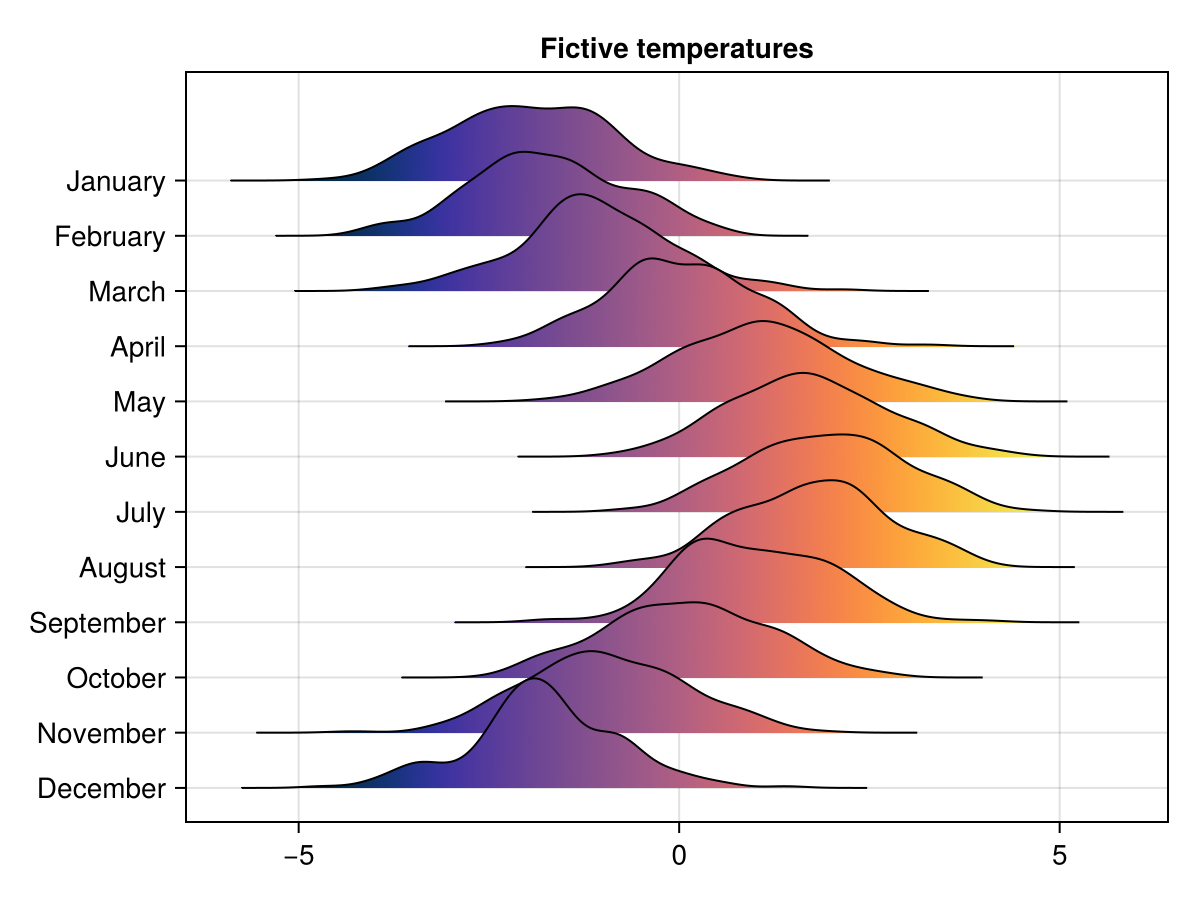 Fictive temperatures
January
February
March
April
May
June
July
August
September
October
November
December
−5 0 5